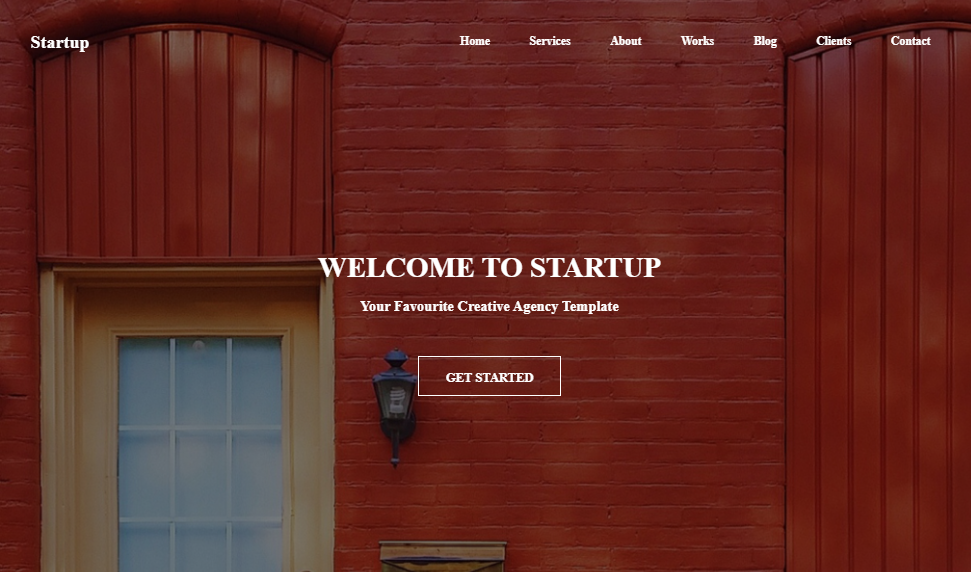 Startup
Home Services About Works Blog Clients Contact
WELCOME TO STARTUP
Your Favourite Creative Agency Template
GET STARTED